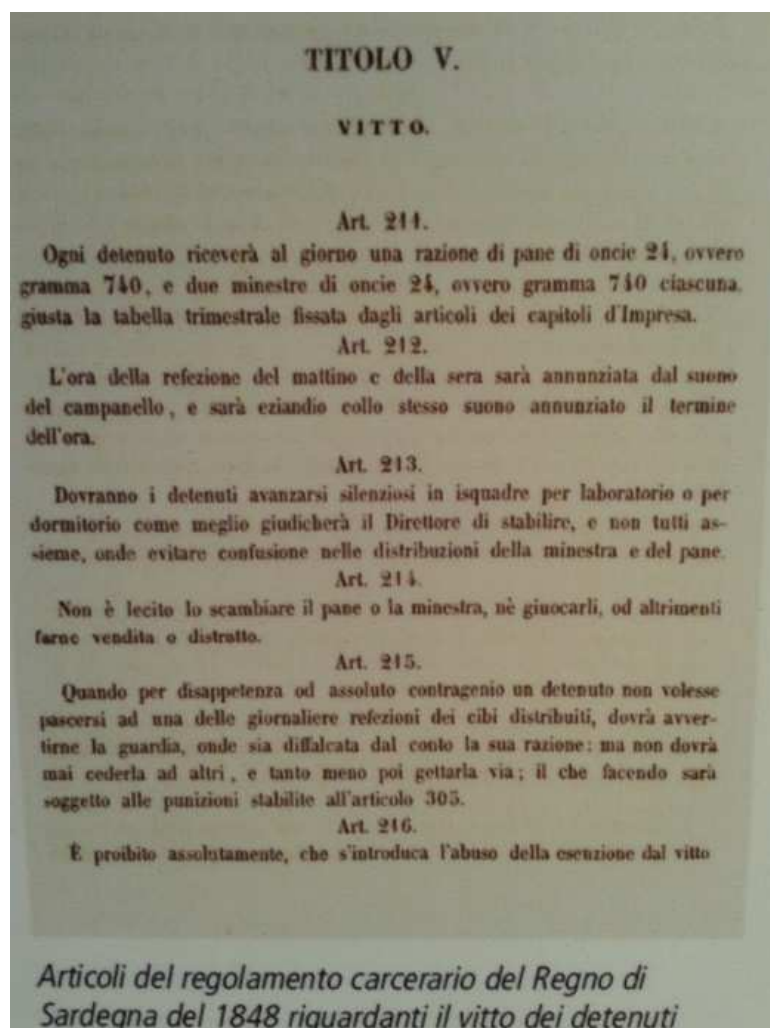 TITOLO V.
VITTO.
Art. 211.
Ogni detenuto riceverà al giorno una razione di pane di oncie 24, ovvero
gramma 740, e due minestre di oncie 24, ovvero gramma 740 ciascuna.
giusta la tabella trimestrale fissata dagli articoli dei capitoli d'Impresa.
Art. 212.
L'ora della refezione del mattino e della sera sarà annunziata dal suono
del campanello, e sarà eziandio collo stesso suono annunziato il termine
dell'ora.
Art. 213.
Dovranno i detenuti avanzarsi silenziosi in isquadre per laboratorio o per
dormitorio come meglio giudicherà il Direttore di stabilire, e non tutti as-
sieme, onde evitare confusione nelle distribuzioni della minestra e del pane.
Art. 214.
Non è lecito lo scambiare il pane o la minestra, nè giuocarli, od altrimenti
farne vendita o distratto.
Art. 215.
Quando per disappetenza od assoluto contragenio un detenuto non volesse
pascersi ad una delle giornaliere refezioni dei cibi distribuiti, dovrà avver-
tirne la guardia, onde sia diffalcata dal conto la sua razione: ma non dovrà
mai cederla ad altri, e tanto meno poi gettarla via; il che facendo sarà
soggetto alle punizioni stabilite all'articolo 305.
Art. 216.
È proibito assolutamente, che s'introduca l'abuso della esenzione dal vitto
Articoli del regolamento carcerario del Regno di
Sardegna del 1848 riguardanti il vitto dei detenuti